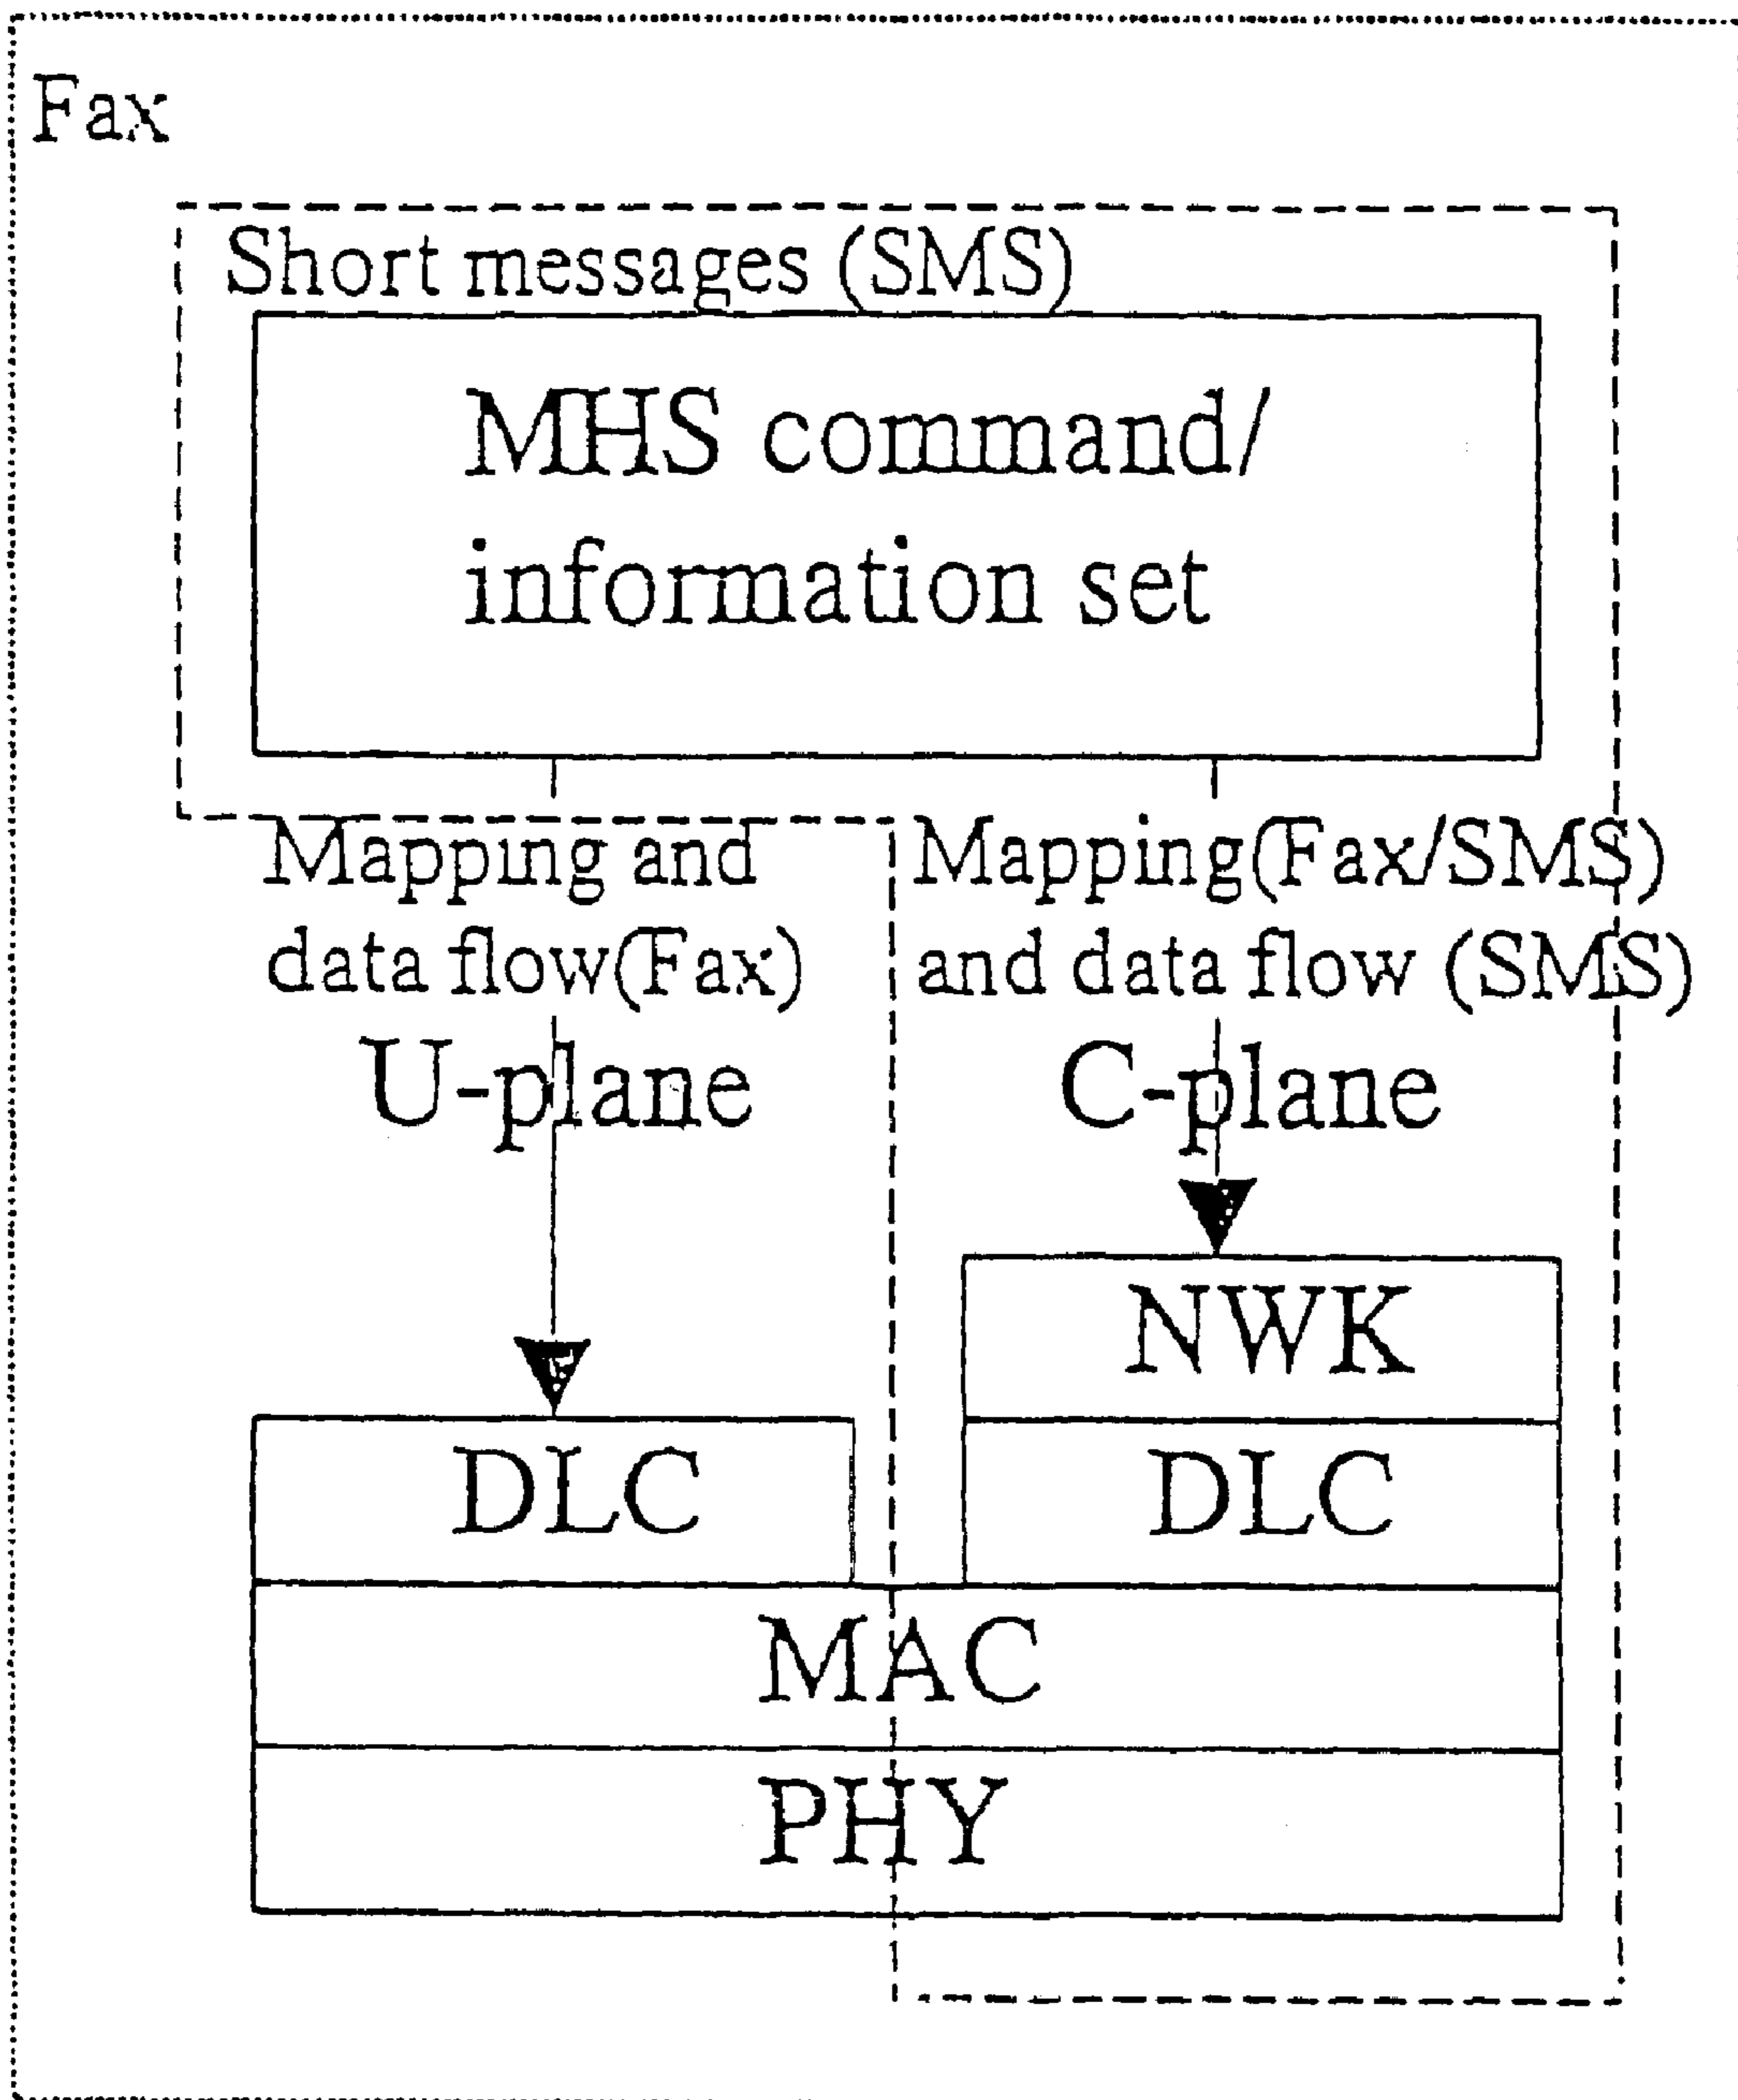 Fax
Short messages (SMS)
MHS command/
information set
Mapping and
data flow(Fax)
U-plane
Mapping(Fax/SMS)
and data flow (SMS)
C-plane
NWK
DLC
DLC
MAC
PHY